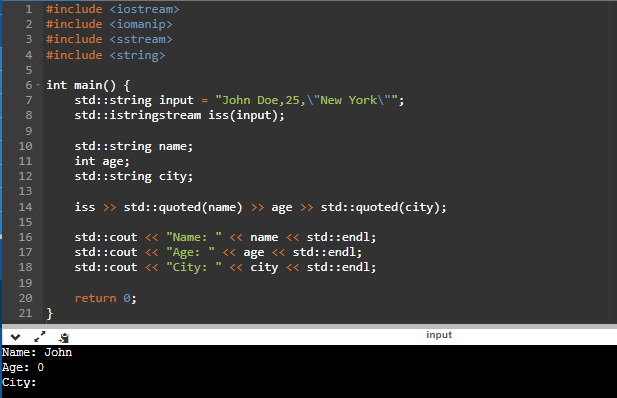 1 #include <iostream>
2 #include <iomanip>
3 #include <sstream>
4 #include <string>
5
6 int main() {
7     std::string input = "John Doe,25,\"New York\"";
8     std::istringstream iss(input);
9
10     std::string name;
11     int age;
12     std::string city;
13
14     iss >> std::quoted(name) >> age >> std::quoted(city);
15
16     std::cout << "Name: " << name << std::endl;
17     std::cout << "Age: " << age << std::endl;
18     std::cout << "City: " << city << std::endl;
19
20     return 0;
21 }
input
Name: John
Age: 0
City: